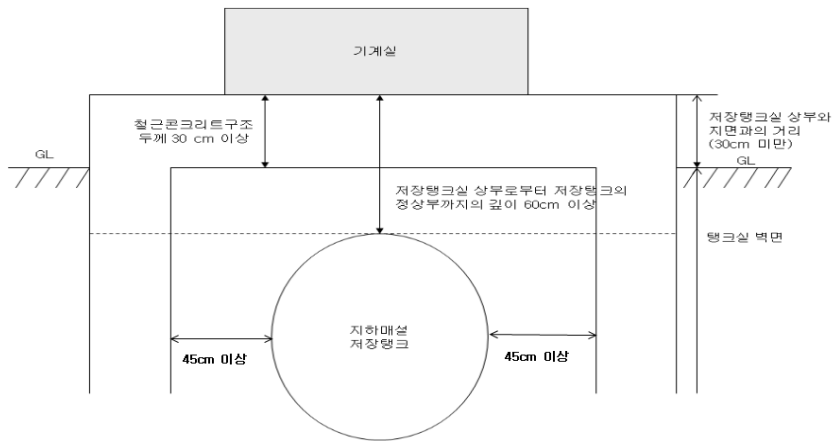 기계실
철근콘크리트구조
두께 30 cm 이상
저장탱크실 상부와
지면과의 거리
(30cm 미만)
GL
GL
저장탱크실 상부로부터 저장탱크의
정상부까지의 깊이 60cm 이상
탱크실 벽면
지하매설
저장탱크
45cm 이상
45cm 이상